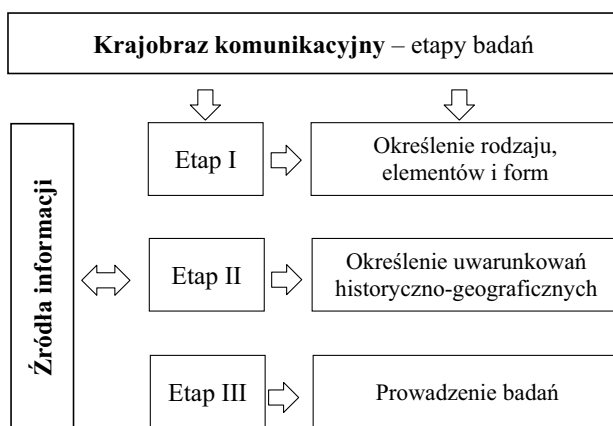 Krajobraz komunikacyjny – etapy badań
Etap I
Określenie rodzaju,
elementów i form
Źródła informacji
Etap II
Określenie uwarunkowań
historyczno-geograficznych
Etap III
Prowadzenie badań